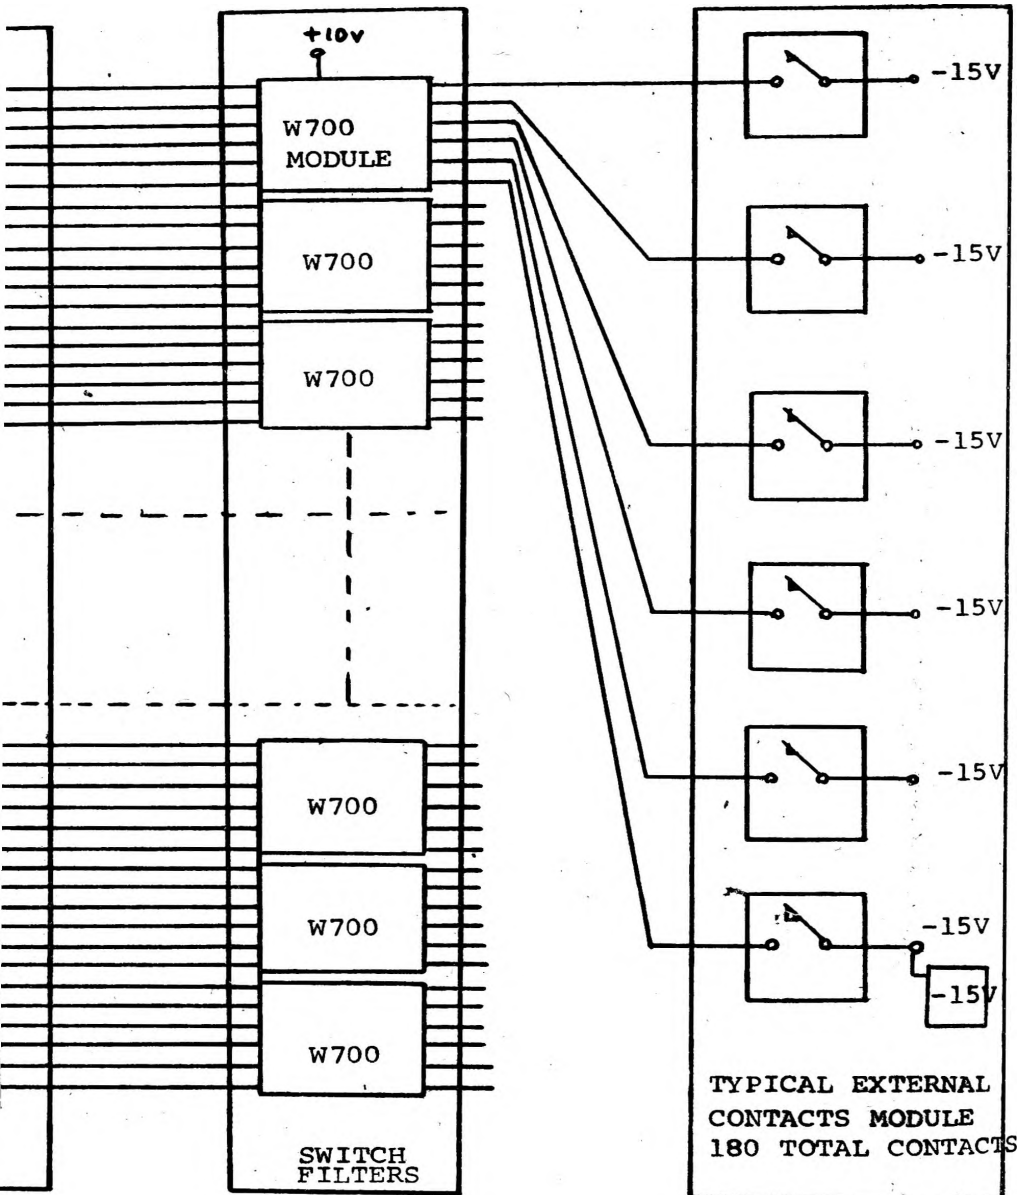 +10v
W700
MODULE
W700
W700
W700
W700
W700
SWITCH
FILTERS
-15V
-15V
-15V
-15V
-15V
-15V
-15V
TYPICAL EXTERNAL
CONTACTS MODULE
180 TOTAL CONTACTS